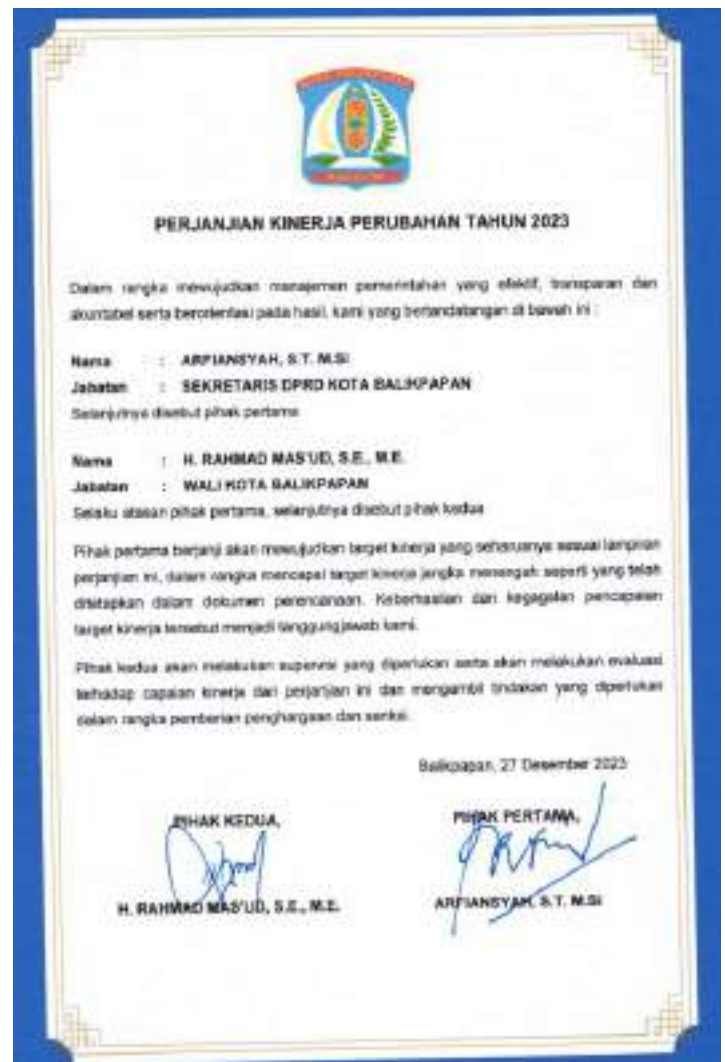 PERJANJIAN KINERJA PERUBAHAN TAHUN 2023
Dalam rangka mewujudkan manajemen pemerintahan yang efektif, transparan dan
akuntabel serta berorientasi pada hasil, kami yang bertandatangan di bawah ini :
Nama : ARFIANSYAH, S.T. M.Si
Jabatan : SEKRETARIS DPRD KOTA BALIKPAPAN
Selanjutnya disebut pihak pertama
Nama : H. RAHMAD MAS'UD, S.E., M.E.
Jabatan : WALI KOTA BALIKPAPAN
Selaku atasan pihak pertama, selanjutnya disebut pihak kedua
Pihak pertama berjanji akan mewujudkan target kinerja yang seharusnya sesuai lampiran
perjanjian ini, dalam rangka mencapai target kinerja jangka menengah seperti yang telah
ditetapkan dalam dokumen perencanaan. Keberhasilan dan kegagalan pencapaian
target kinerja tersebut menjadi tanggung jawab kami.
Pihak kedua akan melakukan supervisi yang diperlukan serta akan melakukan evaluasi
terhadap capaian kinerja dari perjanjian ini dan mengambil tindakan yang diperlukan
dalam rangka pemberian penghargaan dan sanksi.
Balikpapan, 27 Desember 2023
PIHAK KEDUA,
H. RAHMAD MAS'UD, S.E., M.E.
PIHAK PERTAMA,
ARFIANSYAH, S.T. M.Si